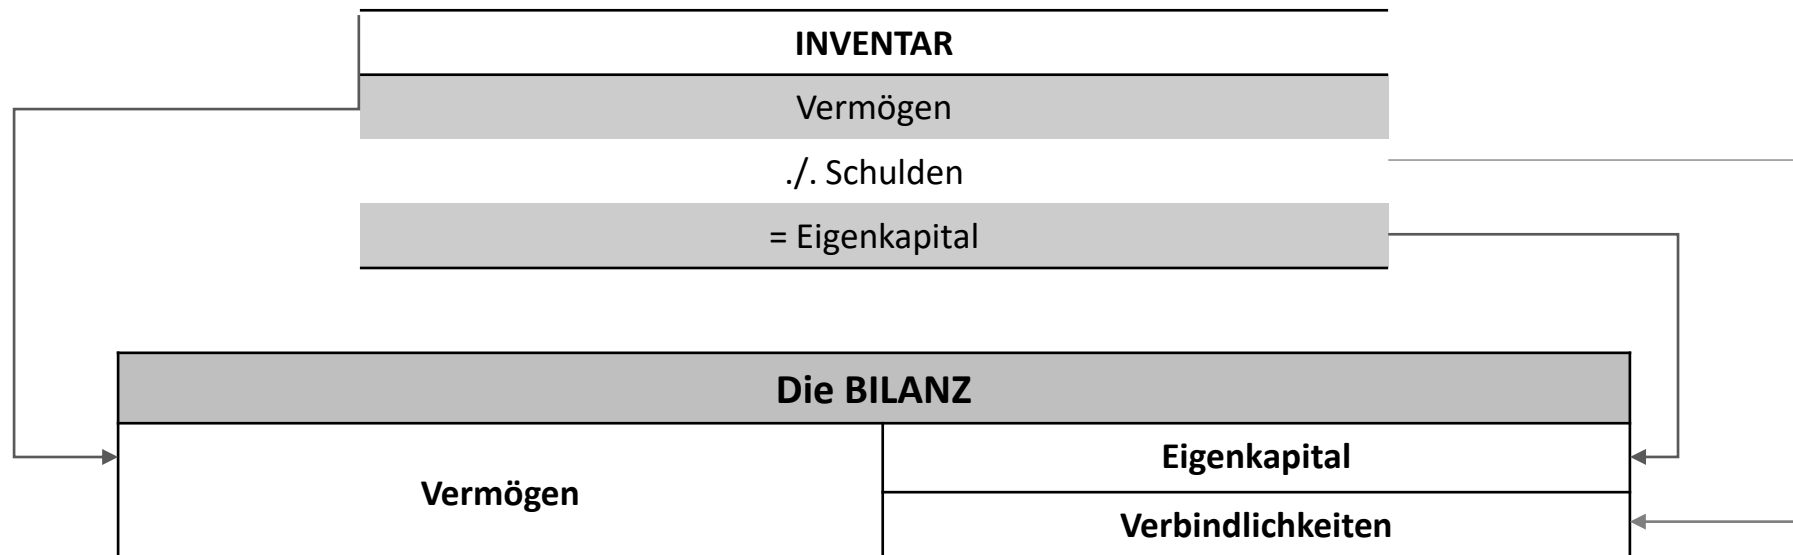 INVENTAR
Vermögen
./. Schulden
= Eigenkapital
Die BILANZ
Vermögen
Eigenkapital
Verbindlichkeiten